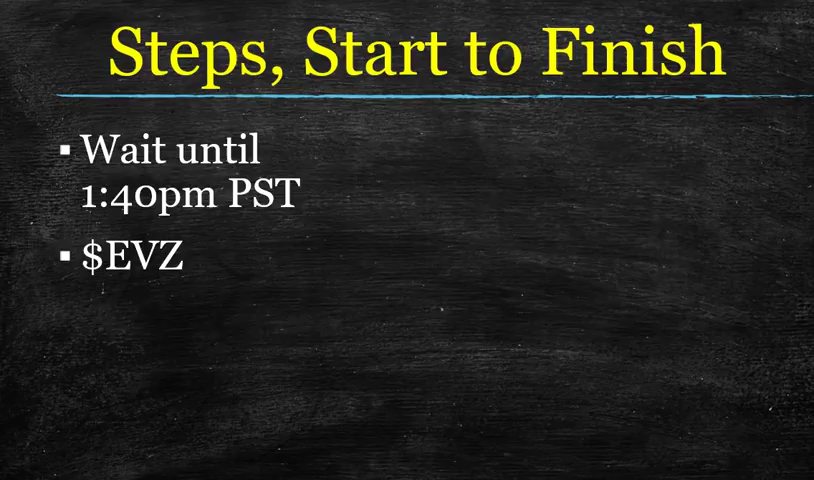 Steps, Start to Finish
▪ Wait until
1:40pm PST
▪ $EVZ